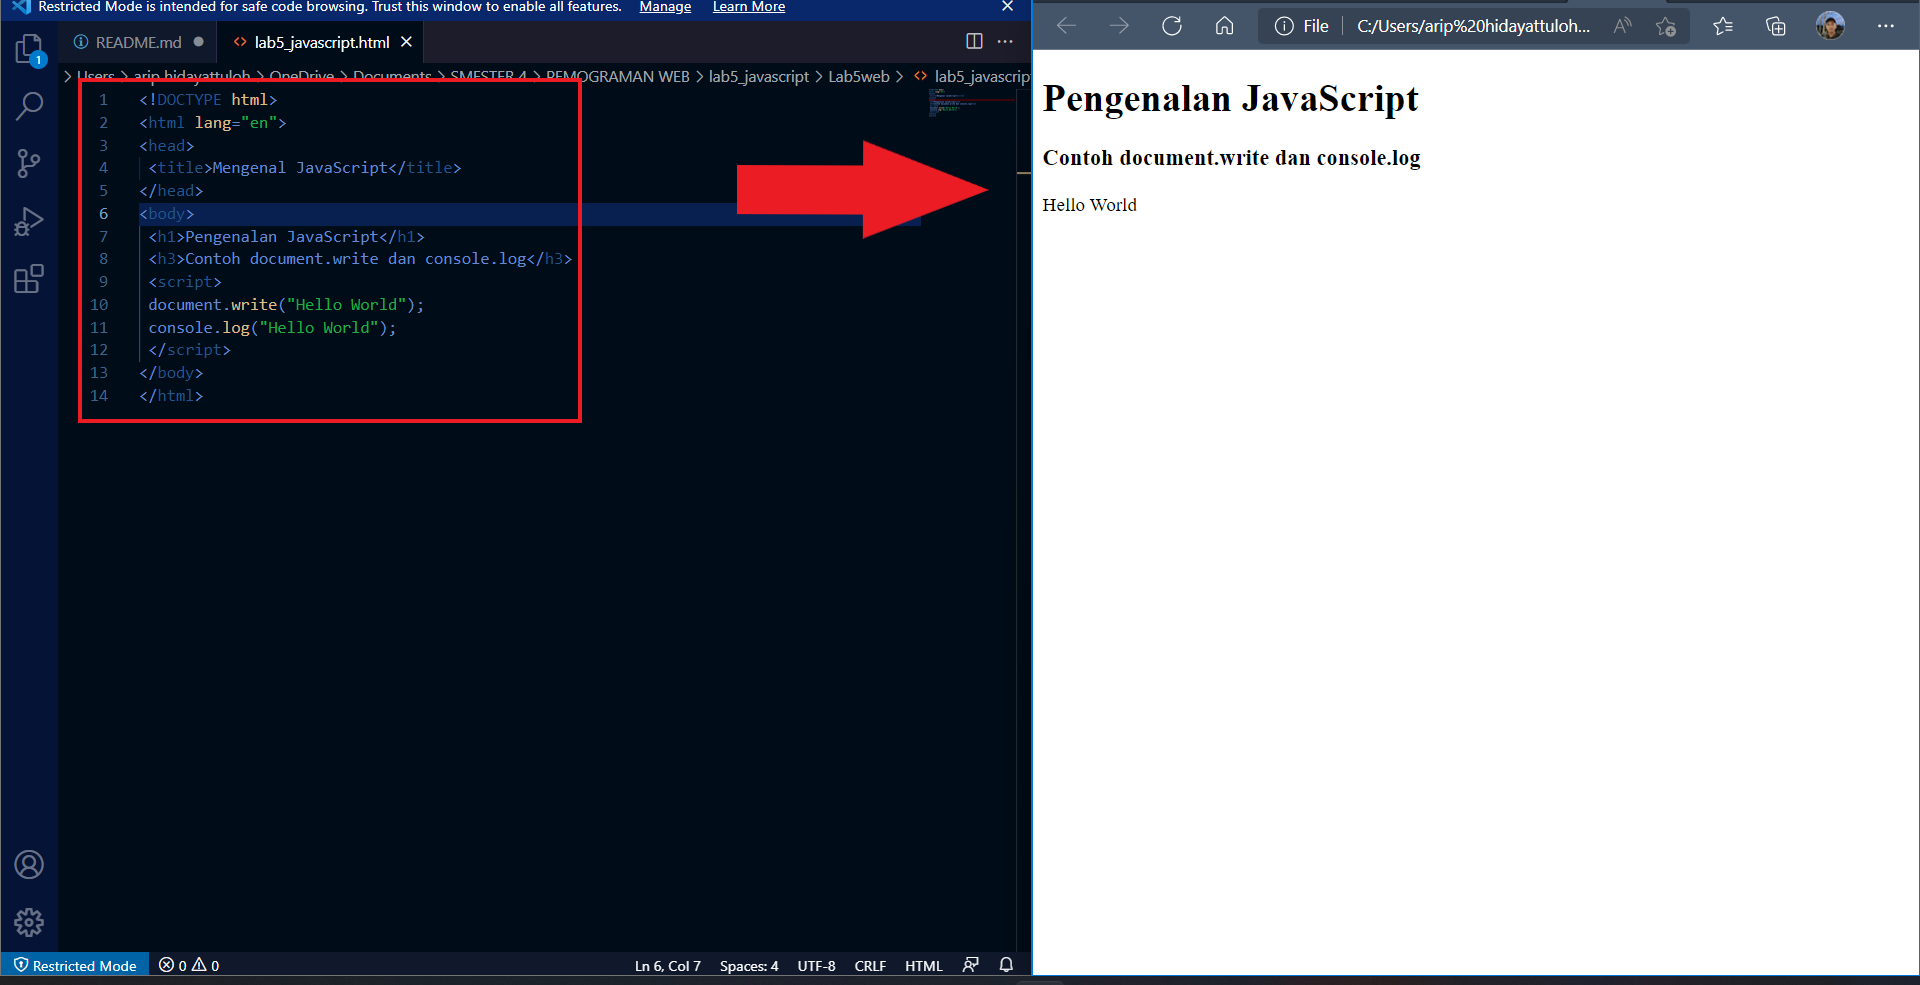 Restricted Mode is intended for safe code browsing. Trust this window to enable all features. Manage Learn More
1
README.md
lab5_javascript.html
Users > arip hidayattuloh > OneDrive > Documents > SMESTER 4 > PEMOGRAMAN WEB > lab5_javascript > Lab5web > lab5_javascrip
1 <!DOCTYPE html>
2 <html lang="en">
3 <head>
4 <title>Mengenal JavaScript</title>
5 </head>
6 <body>
7 <h1>Pengenalan JavaScript</h1>
8 <h3>Contoh document.write dan console.log</h3>
9 <script>
10 document.write("Hello World");
11 console.log("Hello World");
12 </script>
13 </body>
14 </html>
Restricted Mode 0 0 Ln 6, Col 7 Spaces: 4 UTF-8 CRLF HTML
File C:/Users/arip%20hidayattuloh...
Pengenalan JavaScript
Contoh document.write dan console.log
Hello World